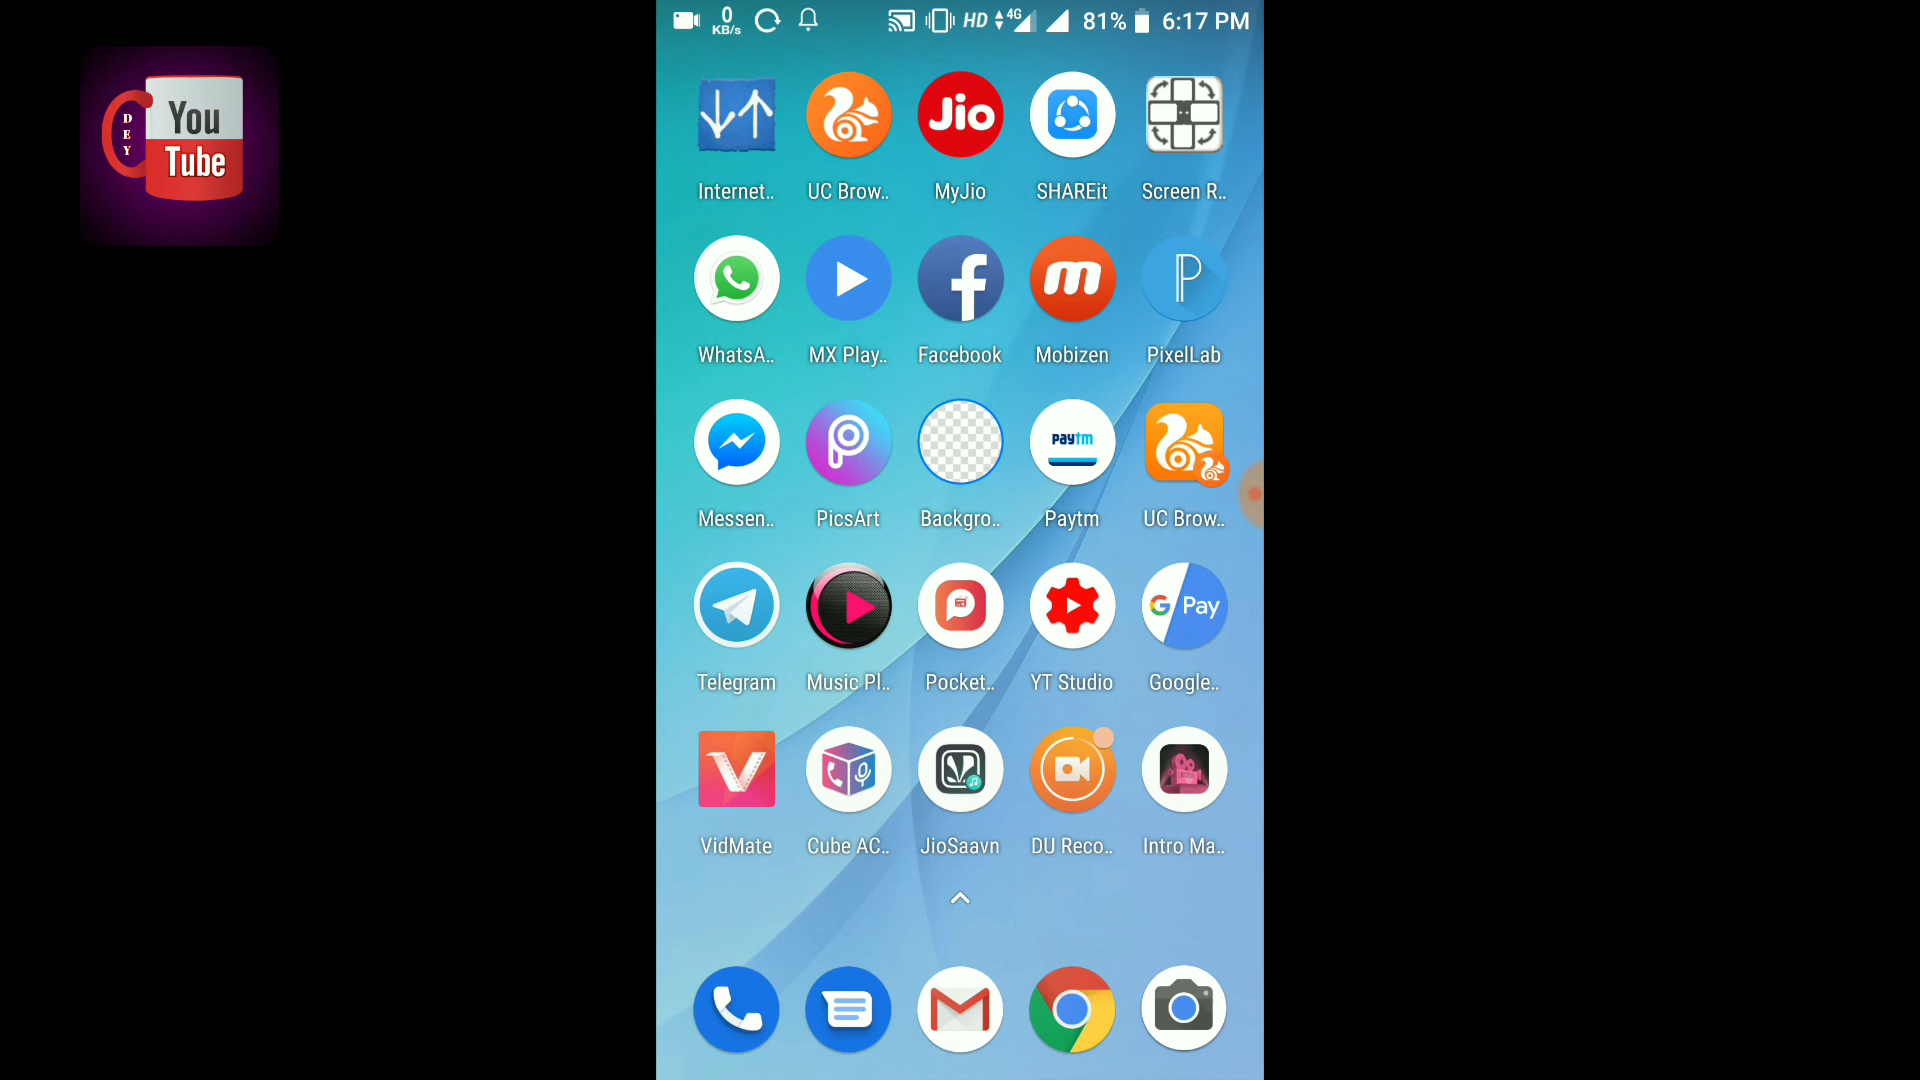 0
KB/s
HD
4G
81%
6:17 PM
DEY
You
Tube
Jio
Internet..
UC Brow..
MyJio
SHAREit
Screen R..
WhatsA..
MX Play..
Facebook
Mobizen
PixelLab
paytm
Messen..
PicsArt
Backgro..
Paytm
UC Brow..
G Pay
Telegram
Music Pl..
Pocket..
YT Studio
Google..
VidMate
Cube AC..
JioSaavn
DU Reco..
Intro Ma..